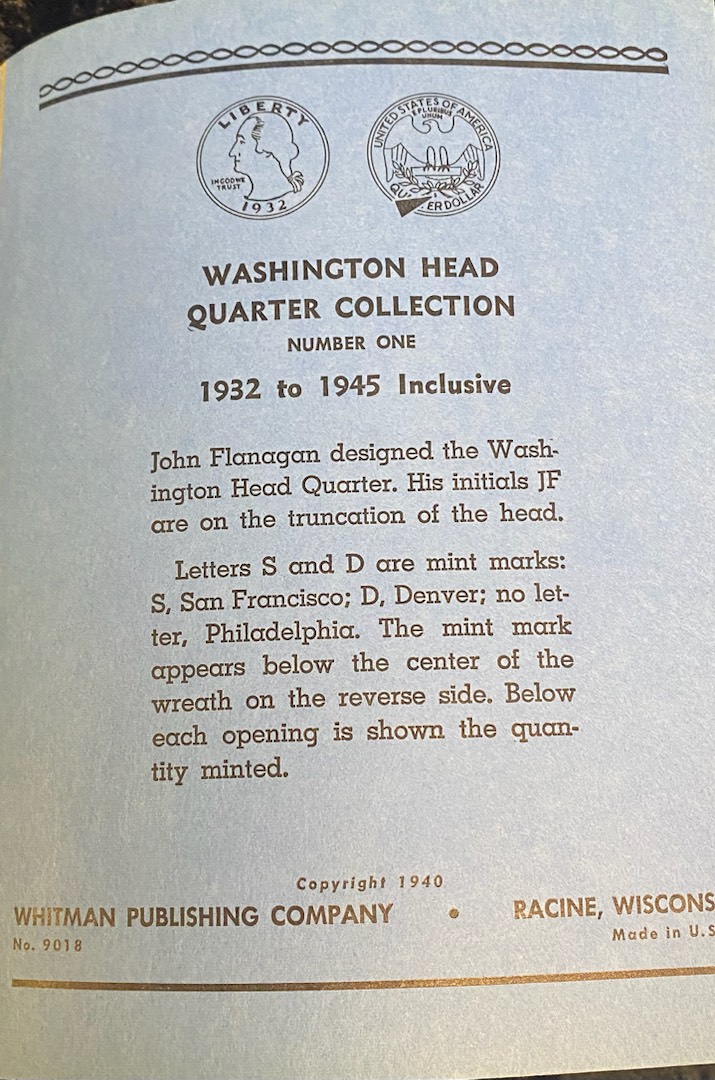 LIBERTY
IN GOD WE
TRUST
1932
UNITED STATES OF AMERICA
E PLURIBUS
UNUM
ER DOLLAR
WASHINGTON HEAD
QUARTER COLLECTION
NUMBER ONE
1932 to 1945 Inclusive
John Flanagan designed the Wash-
ington Head Quarter. His initials JF
are on the truncation of the head.
Letters S and D are mint marks:
S, San Francisco; D, Denver; no let-
ter, Philadelphia. The mint mark
appears below the center of the
wreath on the reverse side. Below
each opening is shown the quan-
tity minted.
Copyright 1940
WHITMAN PUBLISHING COMPANY • RACINE, WISCONS
No. 9018
Made in U.S